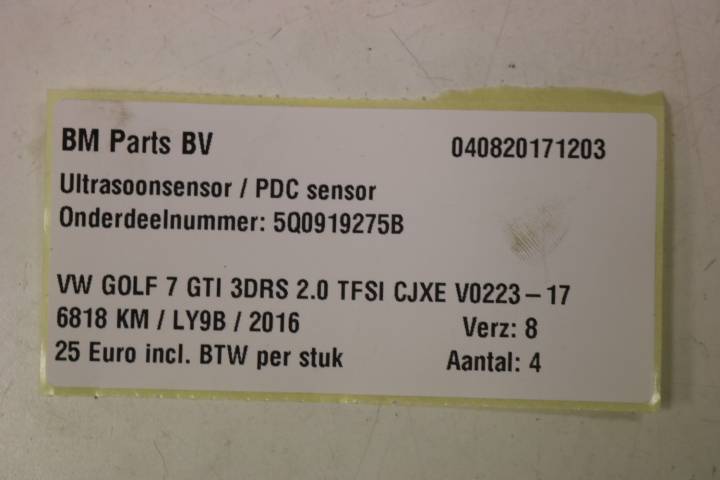 BM Parts BV 040820171203
Ultrasoonsensor / PDC sensor
Onderdeelnummer: 5Q0919275B
VW GOLF 7 GTI 3DRS 2.0 TFSI CJXE V0223-17
6818 KM / LY9B / 2016 Verz: 8
25 Euro incl. BTW per stuk Aantal: 4